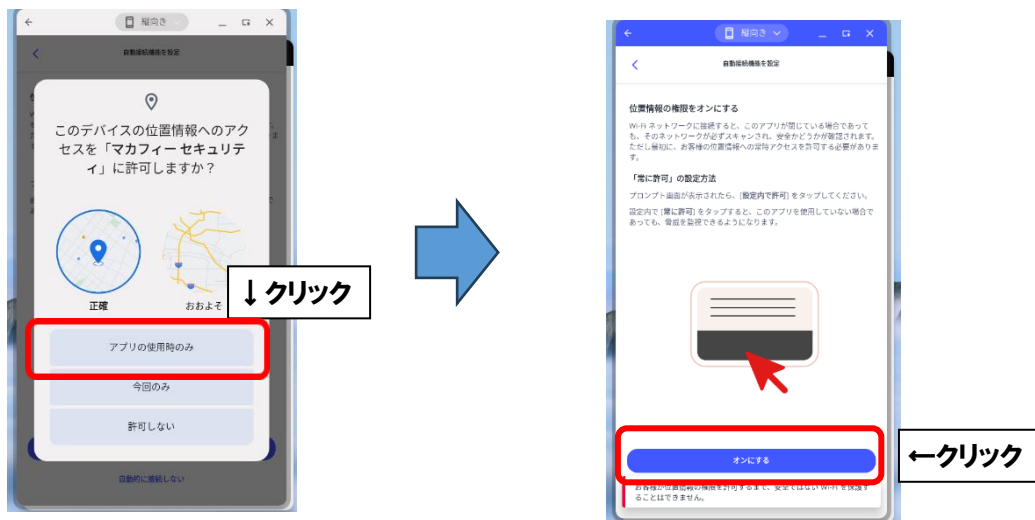 縦向き
自動接続機能を設定
このデバイスの位置情報へのアク
セスを「マカフィー セキュリテ
ィ」に許可しますか？
正確
おおよそ
↓クリック
アプリの使用時のみ
今回のみ
許可しない
自動的に接続しない
縦向き
自動接続機能を設定
位置情報の権限をオンにする
Wi-Fi ネットワークに接続すると、このアプリが閉じている場合であって
も、そのネットワークが必ずスキャンされ、安全かどうかが確認されます。
ただし最初に、お客様の位置情報への常時アクセスを許可する必要がありま
す。
「常に許可」の設定方法
プロンプト画面が表示されたら、[設定内で許可] をタップしてください。
設定内で [常に許可] をタップすると、このアプリを使用していない場合で
あっても、脅威を監視できるようになります。
オンにする
←クリック
お客様が位置情報の権限を許可するまで、安全ではない Wi-Fi を保護す
ることはできません。